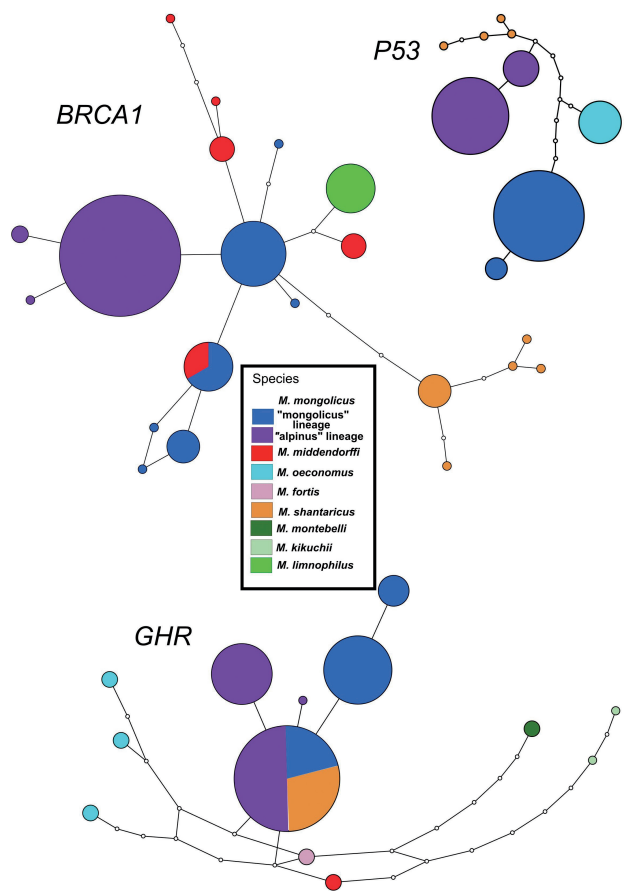 P53
BRCA1
Species
M. mongolicus
"mongolicus"
lineage
"alpinus" lineage
M. middendorffi
M. oeconomus
M. fortis
M. shantaricus
M. montebelli
M. kikuchii
M. limnophilus
GHR